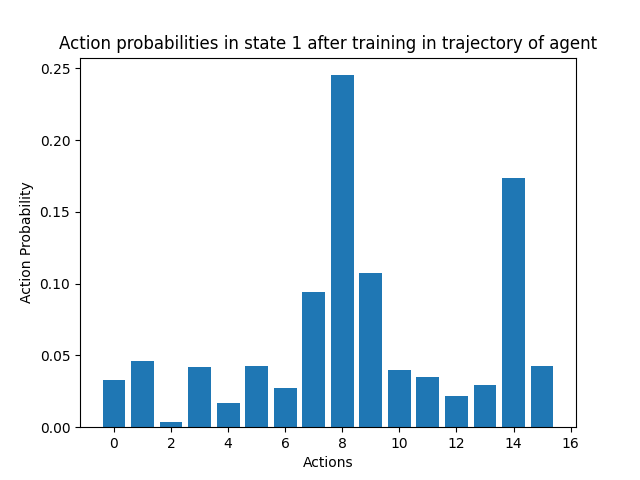 Action probabilities in state 1 after training in trajectory of agent
0.25
0.20
0.15
0.10
0.05
0.00
Action Probability
0 2 4 6 8 10 12 14 16
Actions